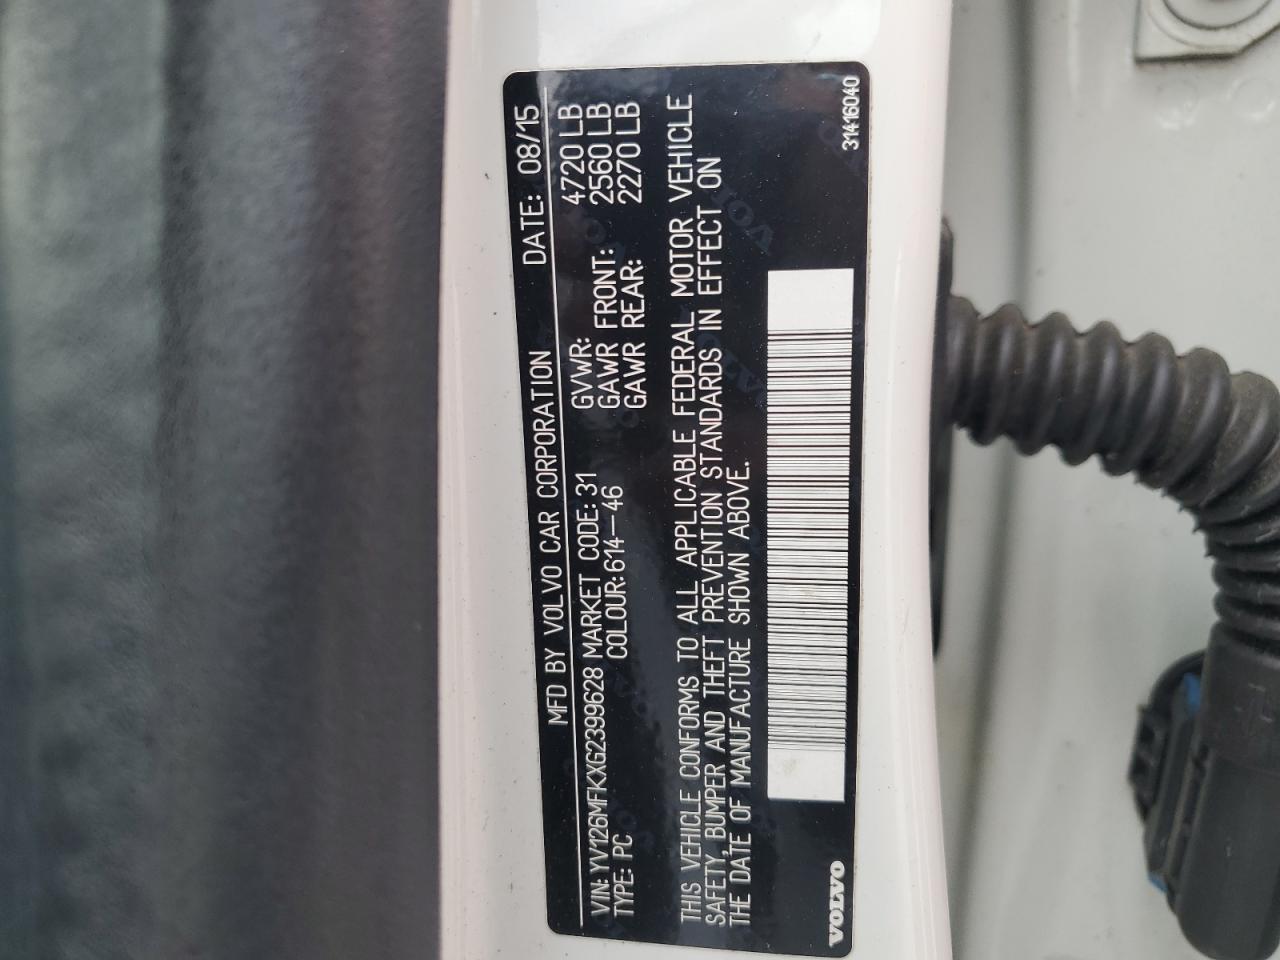 MFD BY VOLVO CAR CORPORATION DATE: 08/15
VIN: YV126MFKXG2399628 MARKET CODE: 31 GVWR: 4720 LB
TYPE: PC COLOUR: 614-46 GAWR FRONT: 2560 LB
GAWR REAR: 2270 LB
THIS VEHICLE CONFORMS TO ALL APPLICABLE FEDERAL MOTOR VEHICLE
SAFETY, BUMPER AND THEFT PREVENTION STANDARDS IN EFFECT ON
THE DATE OF MANUFACTURE SHOWN ABOVE.
VOLVO 31416040